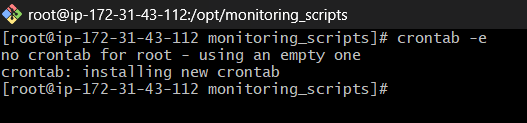 root@ip-172-31-43-112:/opt/monitoring_scripts
[root@ip-172-31-43-112 monitoring_scripts]# crontab -e
no crontab for root - using an empty one
crontab: installing new crontab
[root@ip-172-31-43-112 monitoring_scripts]#